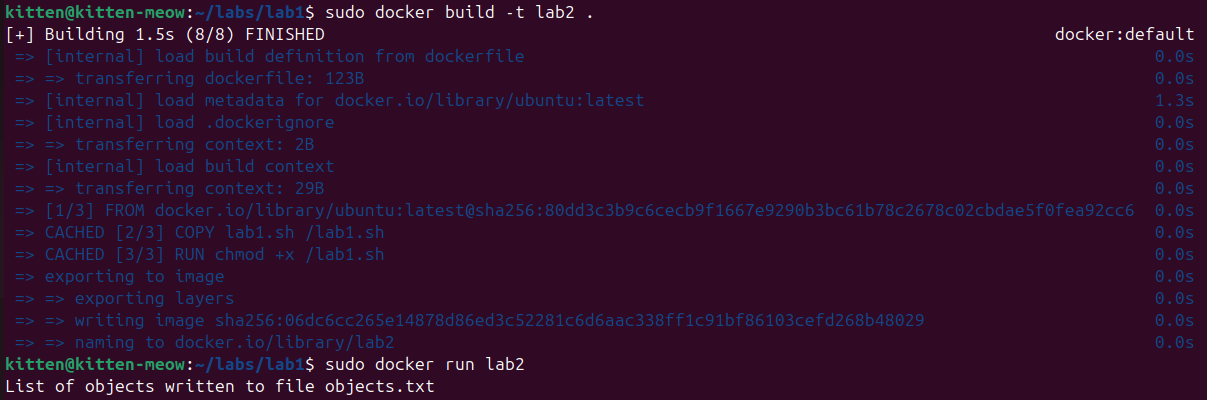 kitten@kitten-meow:~/labs/lab1$ sudo docker build -t lab2 .
[+] Building 1.5s (8/8) FINISHED docker:default
=> [internal] load build definition from dockerfile 0.0s
=> => transferring dockerfile: 123B 0.0s
=> [internal] load metadata for docker.io/library/ubuntu:latest 1.3s
=> [internal] load .dockerignore 0.0s
=> => transferring context: 2B 0.0s
=> [internal] load build context 0.0s
=> => transferring context: 29B 0.0s
=> [1/3] FROM docker.io/library/ubuntu:latest@sha256:80dd3c3b9c6cecb9f1667e9290b3bc61b78c2678c02cbdae5f0fea92cc6 0.0s
=> CACHED [2/3] COPY lab1.sh /lab1.sh 0.0s
=> CACHED [3/3] RUN chmod +x /lab1.sh 0.0s
=> exporting to image 0.0s
=> => exporting layers 0.0s
=> => writing image sha256:06dc6cc265e14878d86ed3c52281c6d6aac338ff1c91bf86103cefd268b48029 0.0s
=> => naming to docker.io/library/lab2 0.0s
kitten@kitten-meow:~/labs/lab1$ sudo docker run lab2
List of objects written to file objects.txt